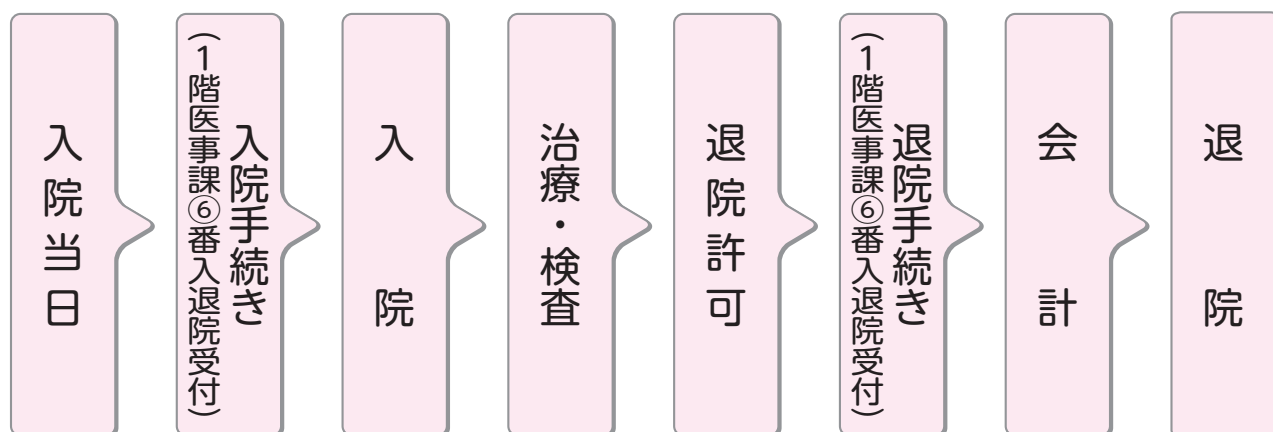 入院当日
入院手続き
(1階医事課⑥番入退院受付)
入院
治療・検査
退院許可
退院手続き
(1階医事課⑥番入退院受付)
会計
退院